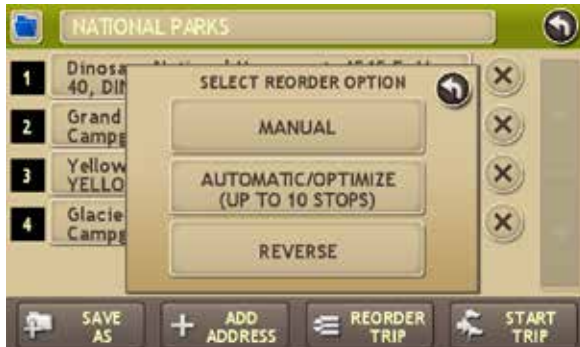 NATIONAL PARKS
1
Dinosa
40, DIN
2
Grand
Campg
3
Yellow
YELLO
4
Glacie
Campg
SELECT REORDER OPTION
MANUAL
AUTOMATIC/OPTIMIZE
(UP TO 10 STOPS)
REVERSE
SAVE
AS
ADD
ADDRESS
REORDER
TRIP
START
TRIP